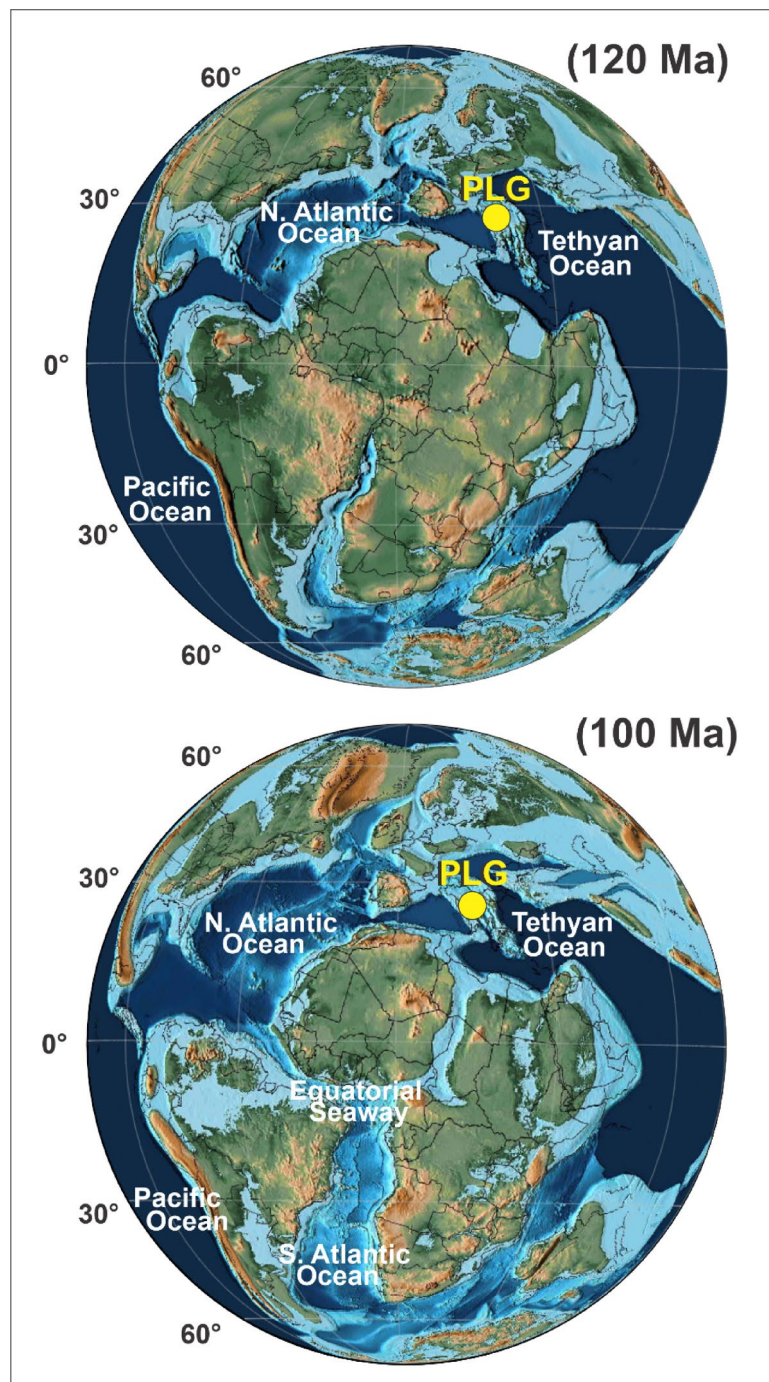 (120 Ma)
60°
30°
PLG
N. Atlantic
Ocean
Tethyan
Ocean
0°
Pacific
Ocean
30°
60°
(100 Ma)
60°
30°
PLG
N. Atlantic
Ocean
Tethyan
Ocean
0°
Equatorial
Seaway
Pacific
Ocean
30°
S. Atlantic
Ocean
60°